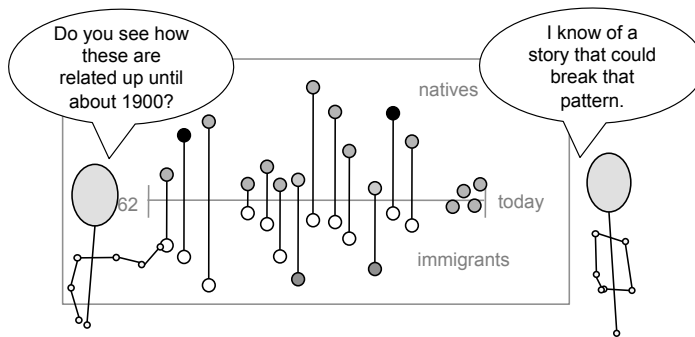 Do you see how
these are
related up until
about 1900?
I know of a
story that could
break that
pattern.
natives
62
today
immigrants